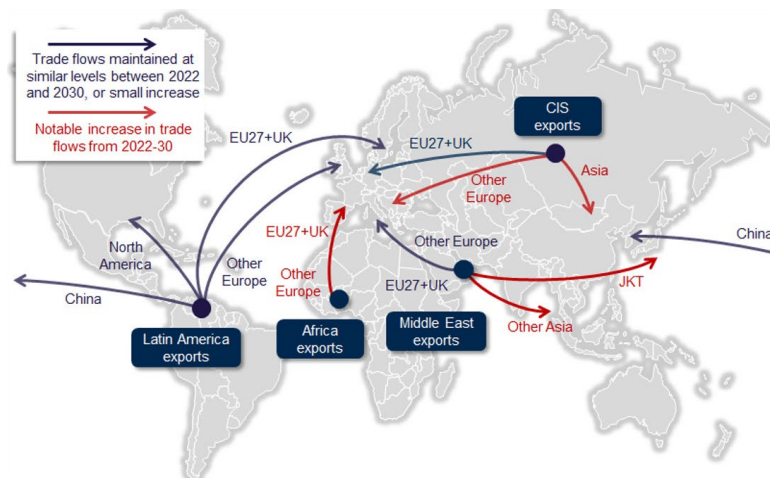 Trade flows maintained at
similar levels between 2022
and 2030, or small increase
Notable increase in trade
flows from 2022-30
CIS
exports
EU27+UK
EU27+UK
Asia
Other
Europe
North
America
Other
Europe
EU27+UK
Other
Europe
Other Europe
EU27+UK
China
China
JKT
Other Asia
Latin America
exports
Africa
exports
Middle East
exports